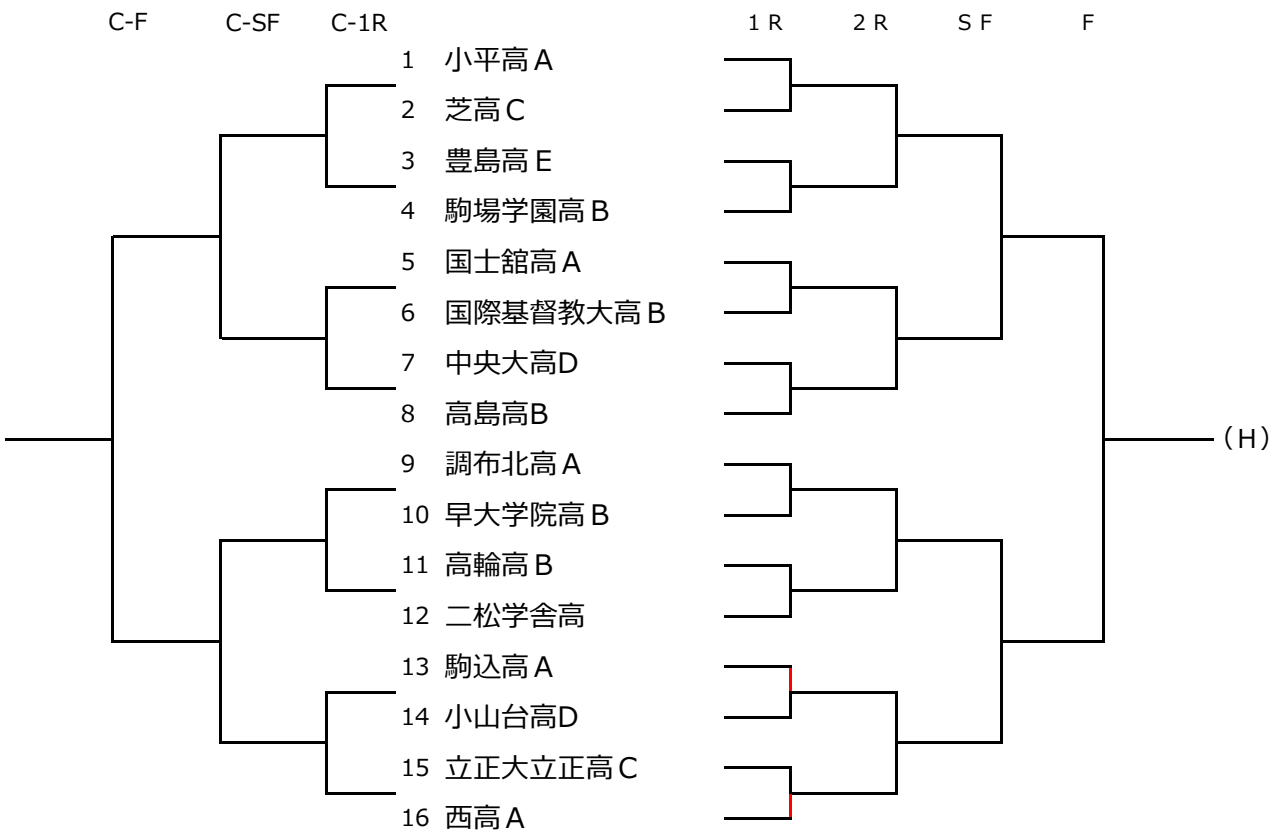 C-F C-SF C-1R 1 R 2 R S F F
1 小平高A
2 芝高C
3 豊島高E
4 駒場学園高B
5 国士舘高A
6 国際基督教大高B
7 中央大高D
8 高島高B
(H)
9 調布北高A
10 早大学院高B
11 高輪高B
12 二松学舎高
13 駒込高A
14 小山台高D
15 立正大立正高C
16 西高A